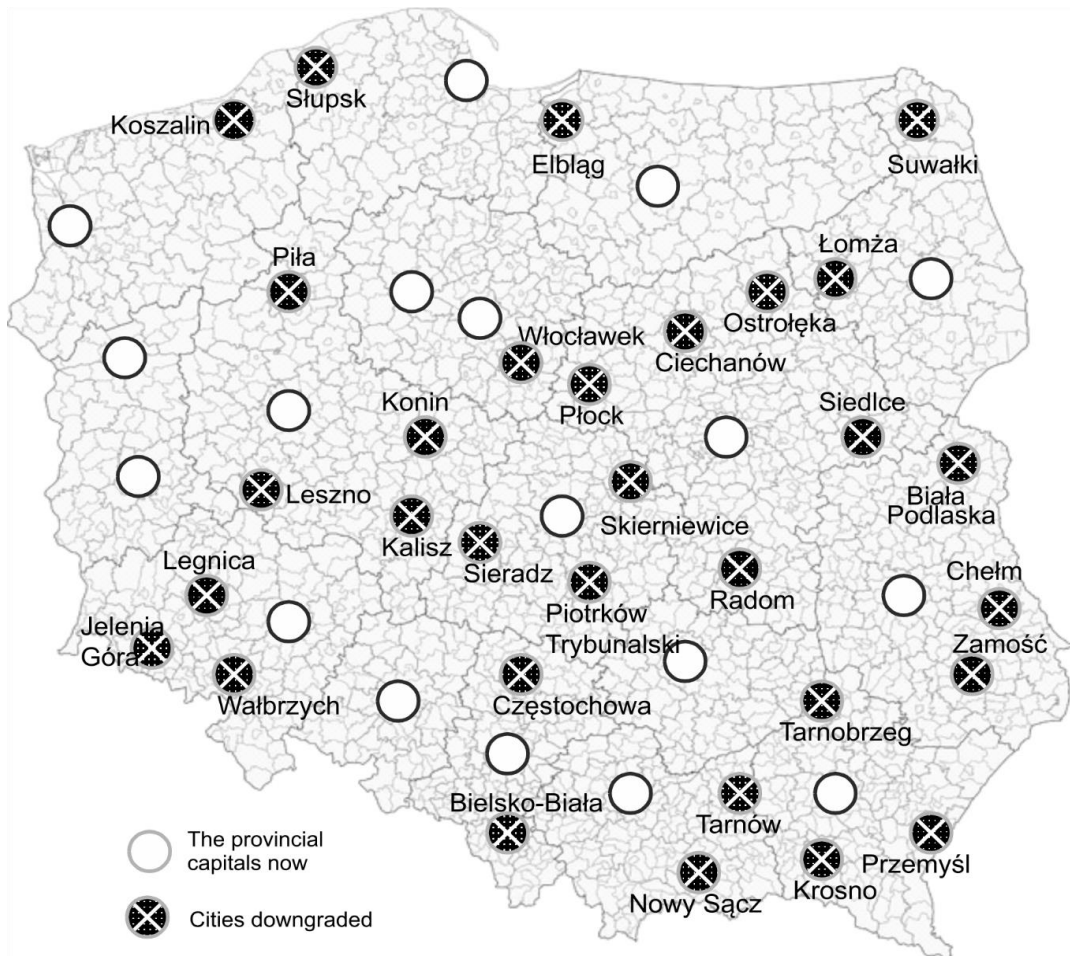 Słupsk
Koszalin
Elbląg
Suwałki
Piła
Łomża
Ostrołęka
Włocławek
Ciechanów
Płock
Konin
Siedlce
Leszno
Biała
Podlaska
Skierniewice
Kalisz
Sieradz
Legnica
Chełm
Radom
Piotrków
Trybunalski
Jelenia
Góra
Zamość
Wałbrzych
Częstochowa
Tarnobrzeg
Bielsko-Biała
Tarnów
Przemyśl
Krosno
Nowy Sącz
The provincial
capitals now
Cities downgraded